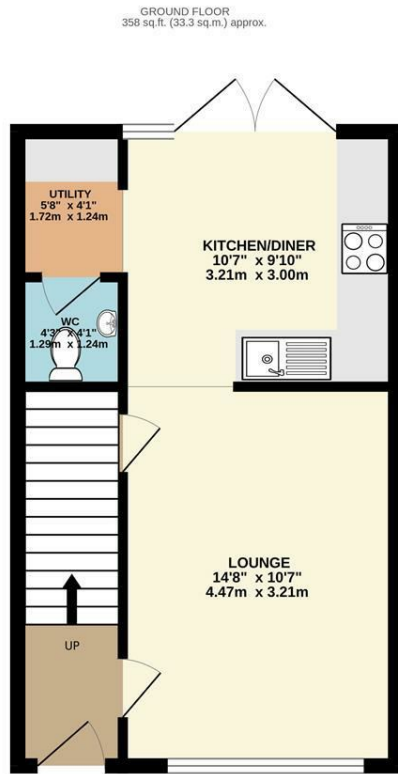 GROUND FLOOR
358 sq.ft. (33.3 sq.m.) approx.
UTILITY
5'8" x 4'1"
1.72m x 1.24m
KITCHEN/DINER
10'7" x 9'10"
3.21m x 3.00m
WC
4'3" x 4'1"
1.29m x 1.24m
LOUNGE
14'8" x 10'7"
4.47m x 3.21m
UP